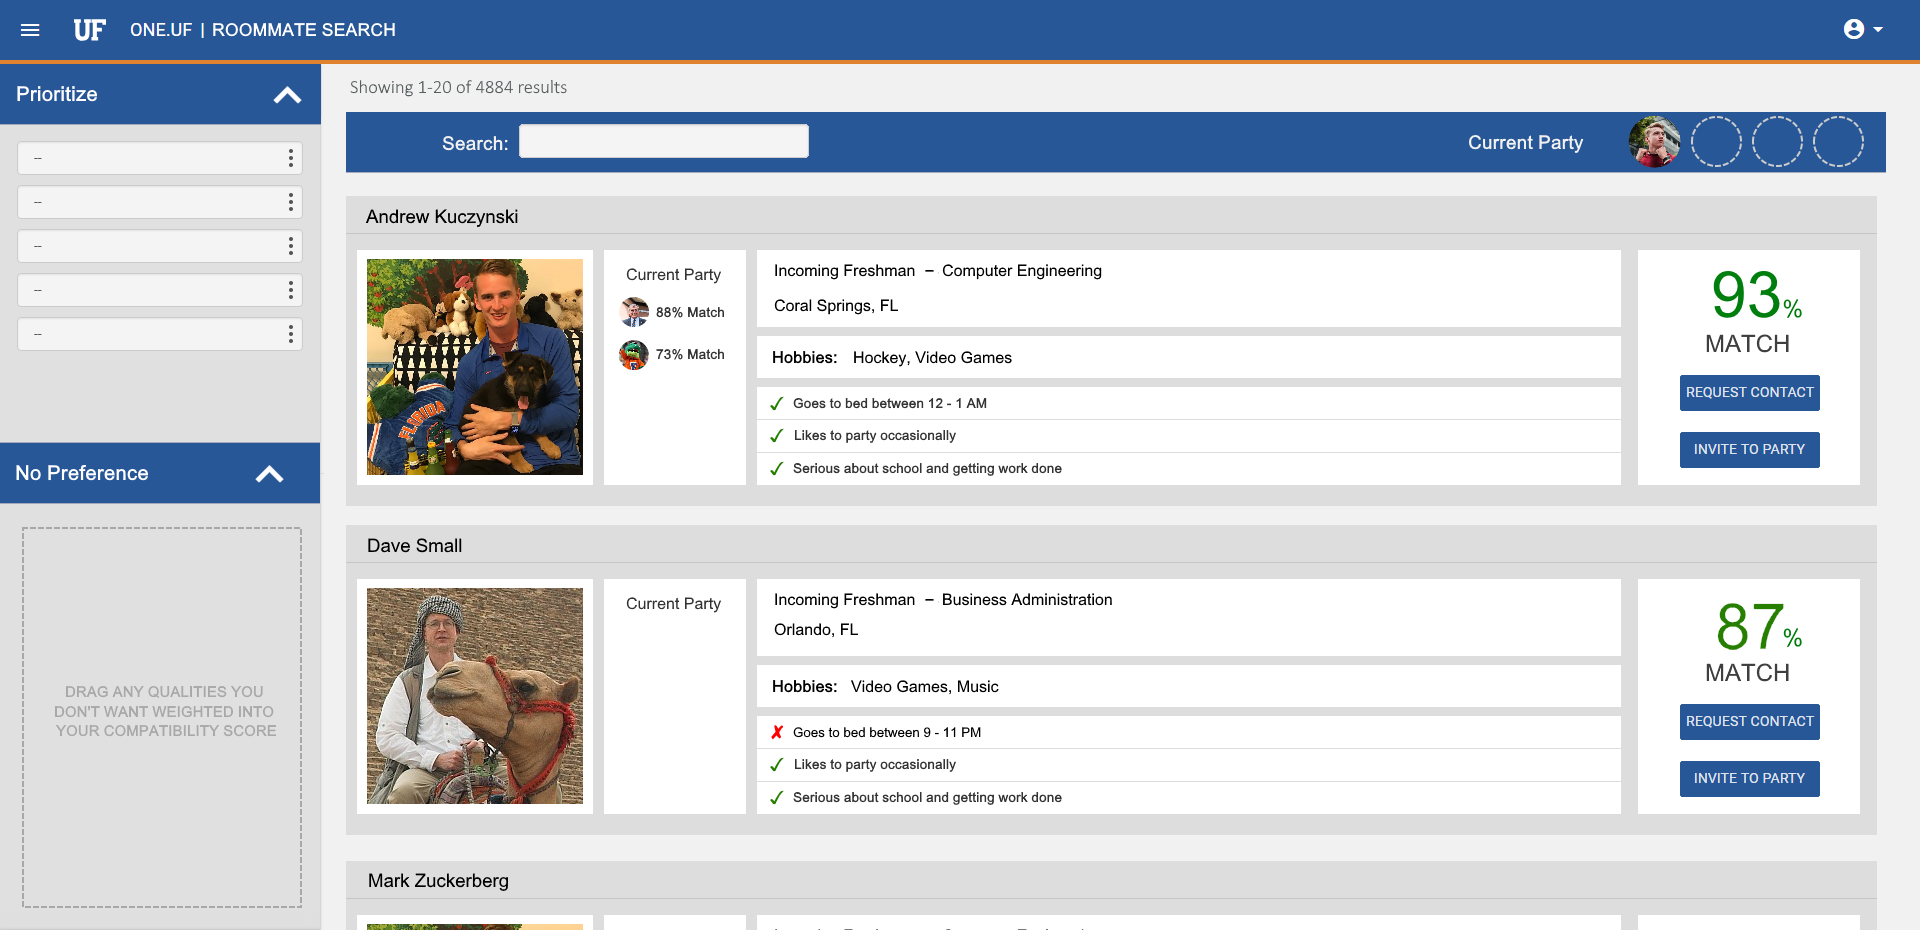 UF ONE.UF | ROOMMATE SEARCH
Prioritize
--
--
--
--
--
No Preference
DRAG ANY QUALITIES YOU
DON'T WANT WEIGHTED INTO
YOUR COMPATIBILITY SCORE
Showing 1-20 of 4884 results
Search:
Current Party
Andrew Kuczynski
FLORIDA
Current Party
88% Match
73% Match
Incoming Freshman – Computer Engineering
Coral Springs, FL
Hobbies: Hockey, Video Games
✓ Goes to bed between 12 - 1 AM
✓ Likes to party occasionally
✓ Serious about school and getting work done
93%
MATCH
REQUEST CONTACT
INVITE TO PARTY
Dave Small
Current Party
Incoming Freshman – Business Administration
Orlando, FL
Hobbies: Video Games, Music
✗ Goes to bed between 9 - 11 PM
✓ Likes to party occasionally
✓ Serious about school and getting work done
87%
MATCH
REQUEST CONTACT
INVITE TO PARTY
Mark Zuckerberg